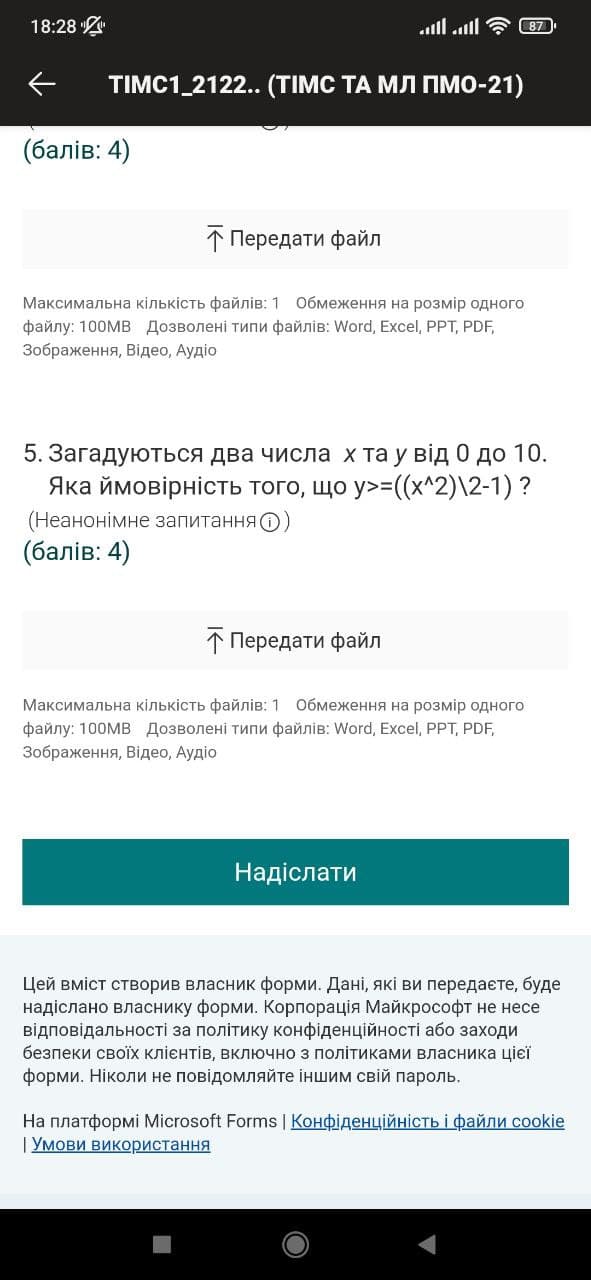 18:28
87
ТІМС1_2122.. (ТІМС ТА МЛ ПМО-21)
(балів: 4)
Передати файл
Максимальна кількість файлів: 1 Обмеження на розмір одного
файлу: 100MB Дозволені типи файлів: Word, Excel, PPT, PDF,
Зображення, Відео, Аудіо
5. Загадуються два числа x та y від 0 до 10.
Яка ймовірність того, що y>=((x^2)\2-1) ?
(Неанонімне запитання)
(балів: 4)
Передати файл
Максимальна кількість файлів: 1 Обмеження на розмір одного
файлу: 100MB Дозволені типи файлів: Word, Excel, PPT, PDF,
Зображення, Відео, Аудіо
Надіслати
Цей вміст створив власник форми. Дані, які ви передаєте, буде
надіслано власнику форми. Корпорація Майкрософт не несе
відповідальності за політику конфіденційності або заходи
безпеки своїх клієнтів, включно з політиками власника цієї
форми. Ніколи не повідомляйте іншим свій пароль.
На платформі Microsoft Forms | Конфіденційність і файли cookie
| Умови використання